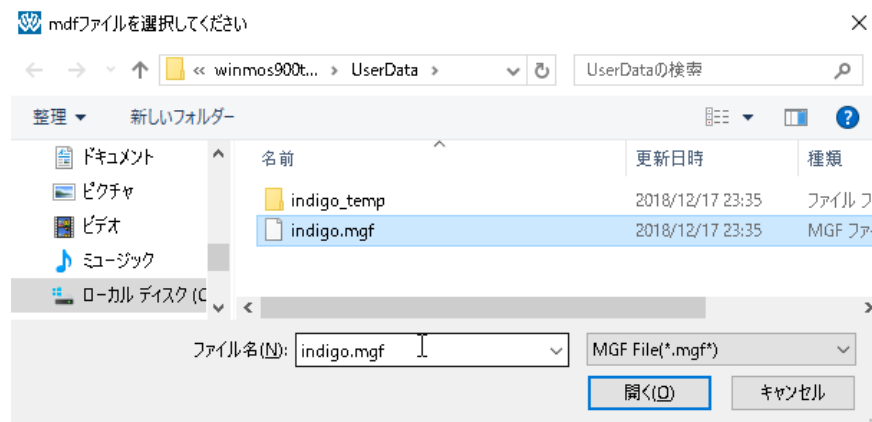 mdfファイルを選択してください
« winmos900t... › UserData ›
UserDataの検索
整理
新しいフォルダー
名前
更新日時
種類
ドキュメント
ピクチャ
ビデオ
ミュージック
ローカル ディスク (C
indigo_temp 2018/12/17 23:35 ファイル フ
indigo.mgf 2018/12/17 23:35 MGF ファ
ファイル名(N): indigo.mgf
MGF File(*.mgf*)
開く(O)
キャンセル